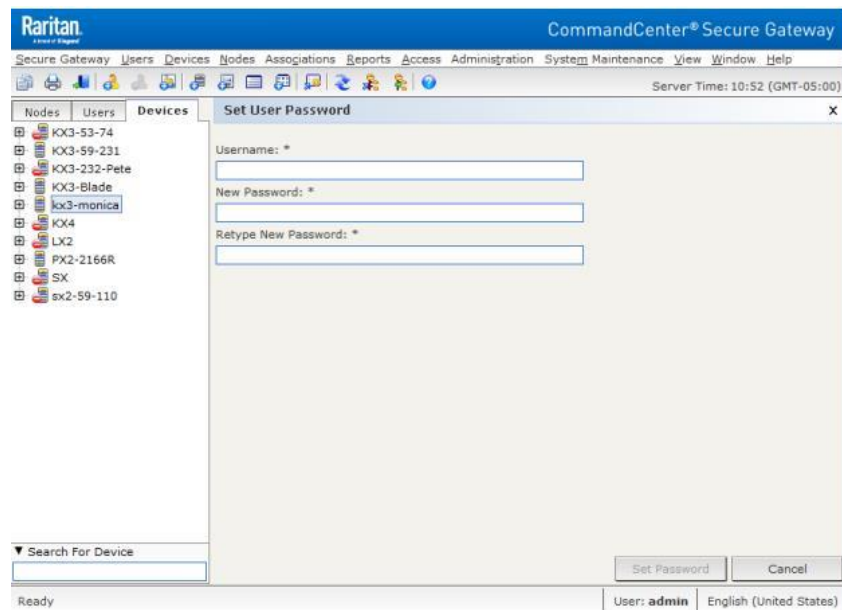 Raritan.
A brand of legrand
CommandCenter® Secure Gateway
Secure Gateway Users Devices Nodes Associations Reports Access Administration System Maintenance View Window Help
Server Time: 10:52 (GMT-05:00)
Nodes Users Devices
Set User Password x
KX3-53-74
KX3-59-231
KX3-232-Pete
KX3-Blade
kx3-monica
KX4
LX2
PX2-2166R
SX
sx2-59-110
Username: *
New Password: *
Retype New Password: *
Search For Device
Set Password Cancel
Ready
User: admin English (United States)